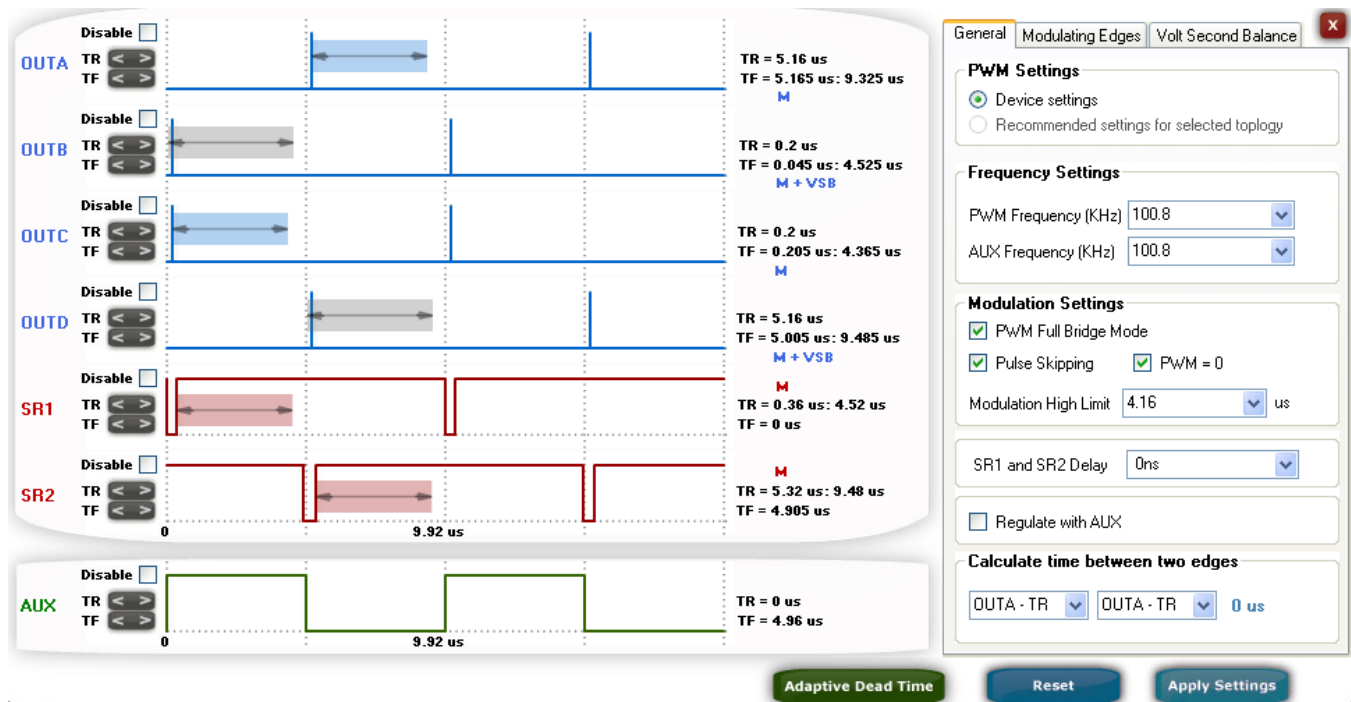 Disable
OUTA TR < > TR = 5.16 us
TF < > TF = 5.165 us: 9.325 us
M
Disable
OUTB TR < > TR = 0.2 us
TF < > TF = 0.045 us: 4.525 us
M + VSB
Disable
OUTC TR < > TR = 0.2 us
TF < > TF = 0.205 us: 4.365 us
M
Disable
OUTD TR < > TR = 5.16 us
TF < > TF = 5.005 us: 9.485 us
M + VSB
Disable
M
SR1 TR < > TR = 0.36 us: 4.52 us
TF < > TF = 0 us
Disable
M
SR2 TR < > TR = 5.32 us: 9.48 us
TF < > TF = 4.905 us
0 9.92 us
Disable
AUX TR < > TR = 0 us
TF < > TF = 4.96 us
0 9.92 us
General Modulating Edges Volt Second Balance X
PWM Settings
Device settings
Recommended settings for selected toplogy
Frequency Settings
PWM Frequency (KHz) 100.8
AUX Frequency (KHz) 100.8
Modulation Settings
PWM Full Bridge Mode
Pulse Skipping PWM = 0
Modulation High Limit 4.16 us
SR1 and SR2 Delay 0ns
Regulate with AUX
Calculate time between two edges
OUTA - TR OUTA - TR 0 us
Adaptive Dead Time Reset Apply Settings